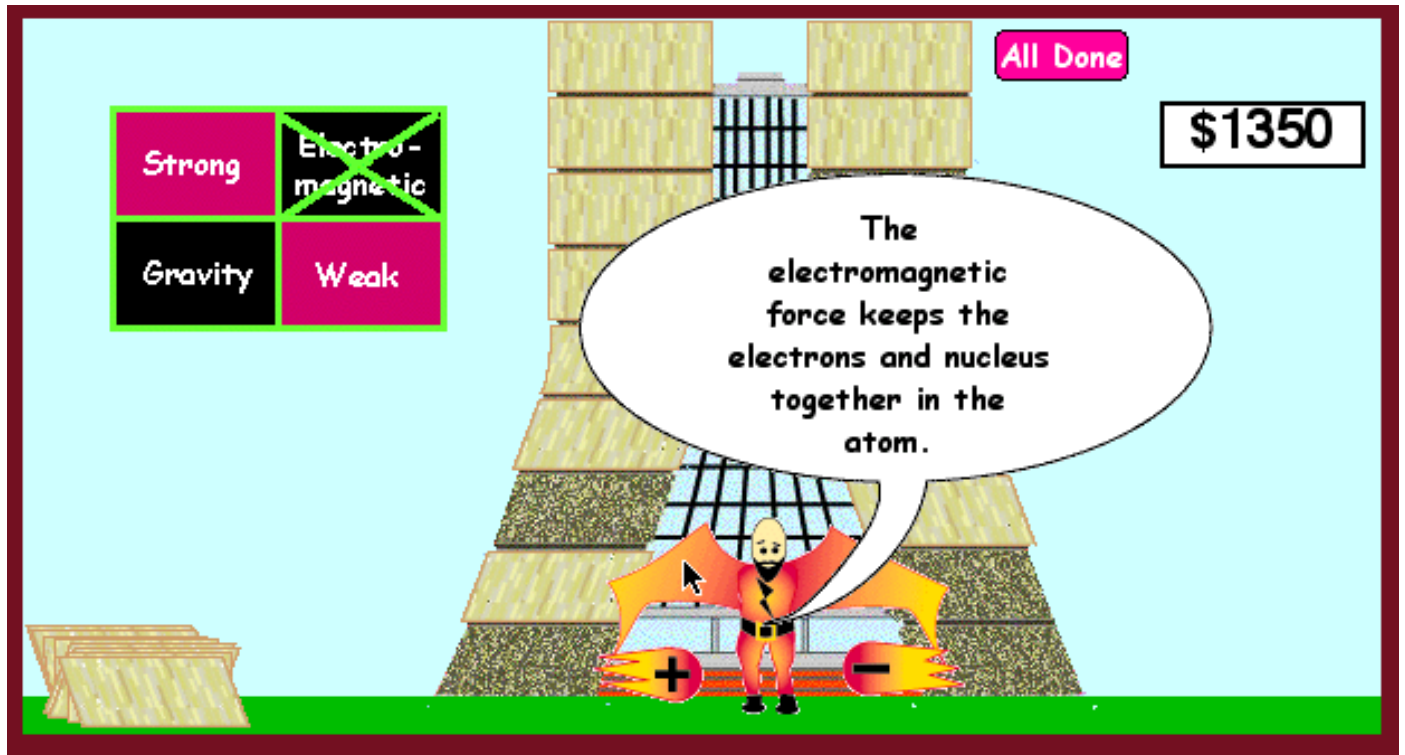 All Done
$1350
Strong
Electro-
magnetic
Gravity
Weak
The
electromagnetic
force keeps the
electrons and nucleus
together in the
atom.
+
-